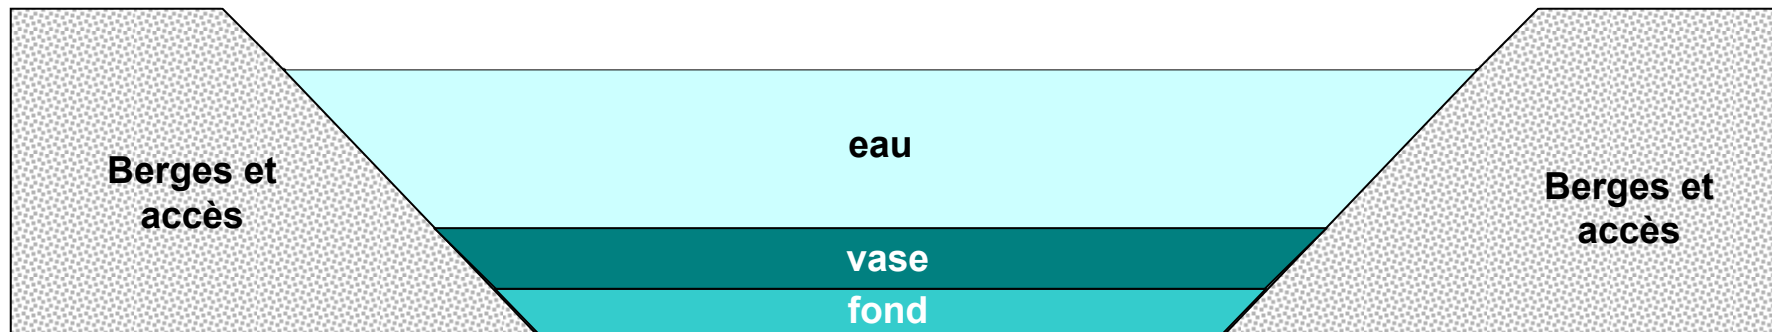 eau
Berges et
accès
Berges et
accès
vase
fond